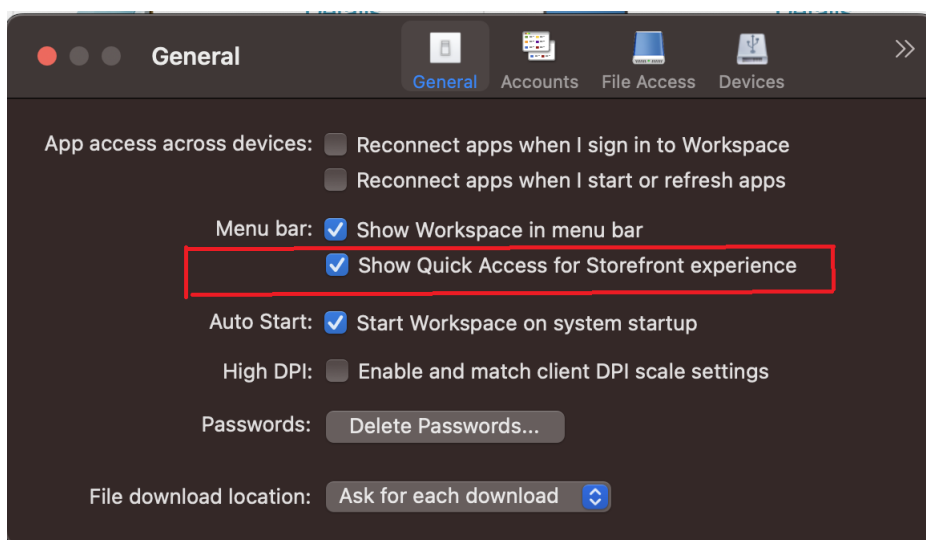 General
General Accounts File Access Devices
App access across devices: Reconnect apps when I sign in to Workspace
Reconnect apps when I start or refresh apps
Menu bar: Show Workspace in menu bar
Show Quick Access for Storefront experience
Auto Start: Start Workspace on system startup
High DPI: Enable and match client DPI scale settings
Passwords: Delete Passwords...
File download location: Ask for each download